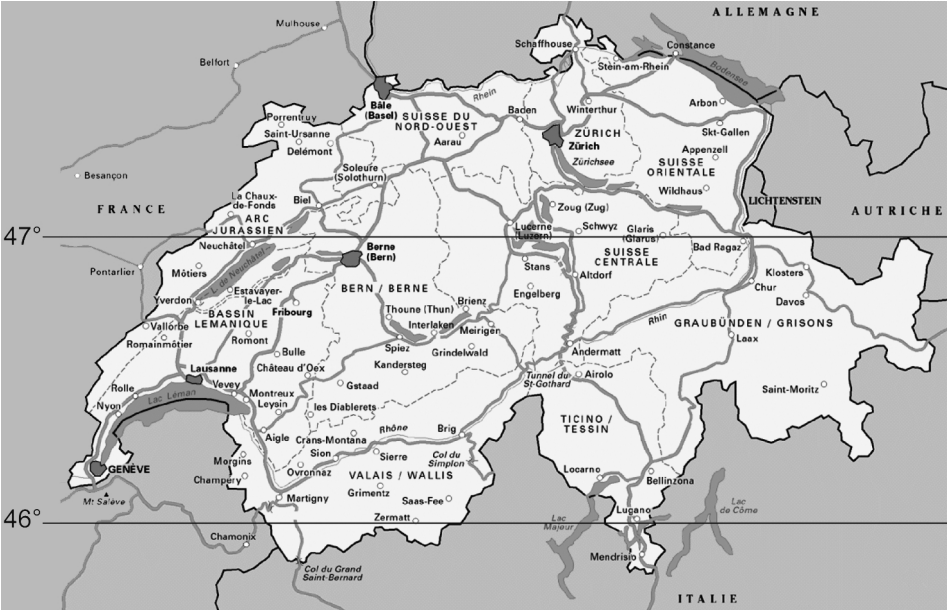 ALLEMAGNE
Mulhouse
Schaffhouse
Constance
Belfort
Stein-am-Rhein
Bodensee
Rhein
Bâle
(Basel)
SUISSE DU
NORD-OUEST
Baden
Winterthur
Arbon
Porrentruy
Saint-Ursanne
Delémont
Aarau
ZÜRICH
Zürich
Skt-Gallen
Appenzell
Zürichsee
SUISSE
ORIENTALE
Besançon
Soleure
(Solothurn)
Wildhaus
La Chaux-
de-Fonds
Biel
LICHTENSTEIN
FRANCE
ARC
JURASSIEN
Zoug (Zug)
AUTRICHE
Lucerne
(Luzern)
Schwyz
Glaris
(Glarus)
47°
Neuchâtel
Berne
(Bern)
Bad Ragaz
SUISSE
CENTRALE
L. de Neuchâtel
Pontarlier
Môtiers
Stans
Altdorf
Klosters
Chur
Davos
Estavayer-
le-Lac
BERN / BERNE
Engelberg
Yverdon
BASSIN
LEMANIQUE
Fribourg
Thoune (Thun)
Brienz
Rhin
Vallorbe
Interlaken
Meirigen
GRAUBÜNDEN / GRISONS
Romainmôtier
Romont
Spiez
Grindelwald
Andermatt
Laax
Bulle
Kandersteg
Lausanne
Château d'Oex
Tunnel du
St-Gothard
Airolo
Rolle
Vevey
Gstaad
Saint-Moritz
Lac Léman
Montreux
Nyon
Leysin
les Diablerets
TICINO /
TESSIN
Aigle
Crans-Montana
Rhône
Brig
Sion
Sierre
Col du
Simplon
Morgins
GENÈVE
Ovronnaz
VALAIS / WALLIS
Locarno
Champéry
Bellinzona
Mt Salève
Martigny
Grimentz
Saas-Fee
Lac
de Côme
Lugano
46°
Zermatt
Lac
Majeur
Chamonix
Mendrisio
Col du Grand
Saint-Bernard
ITALIE